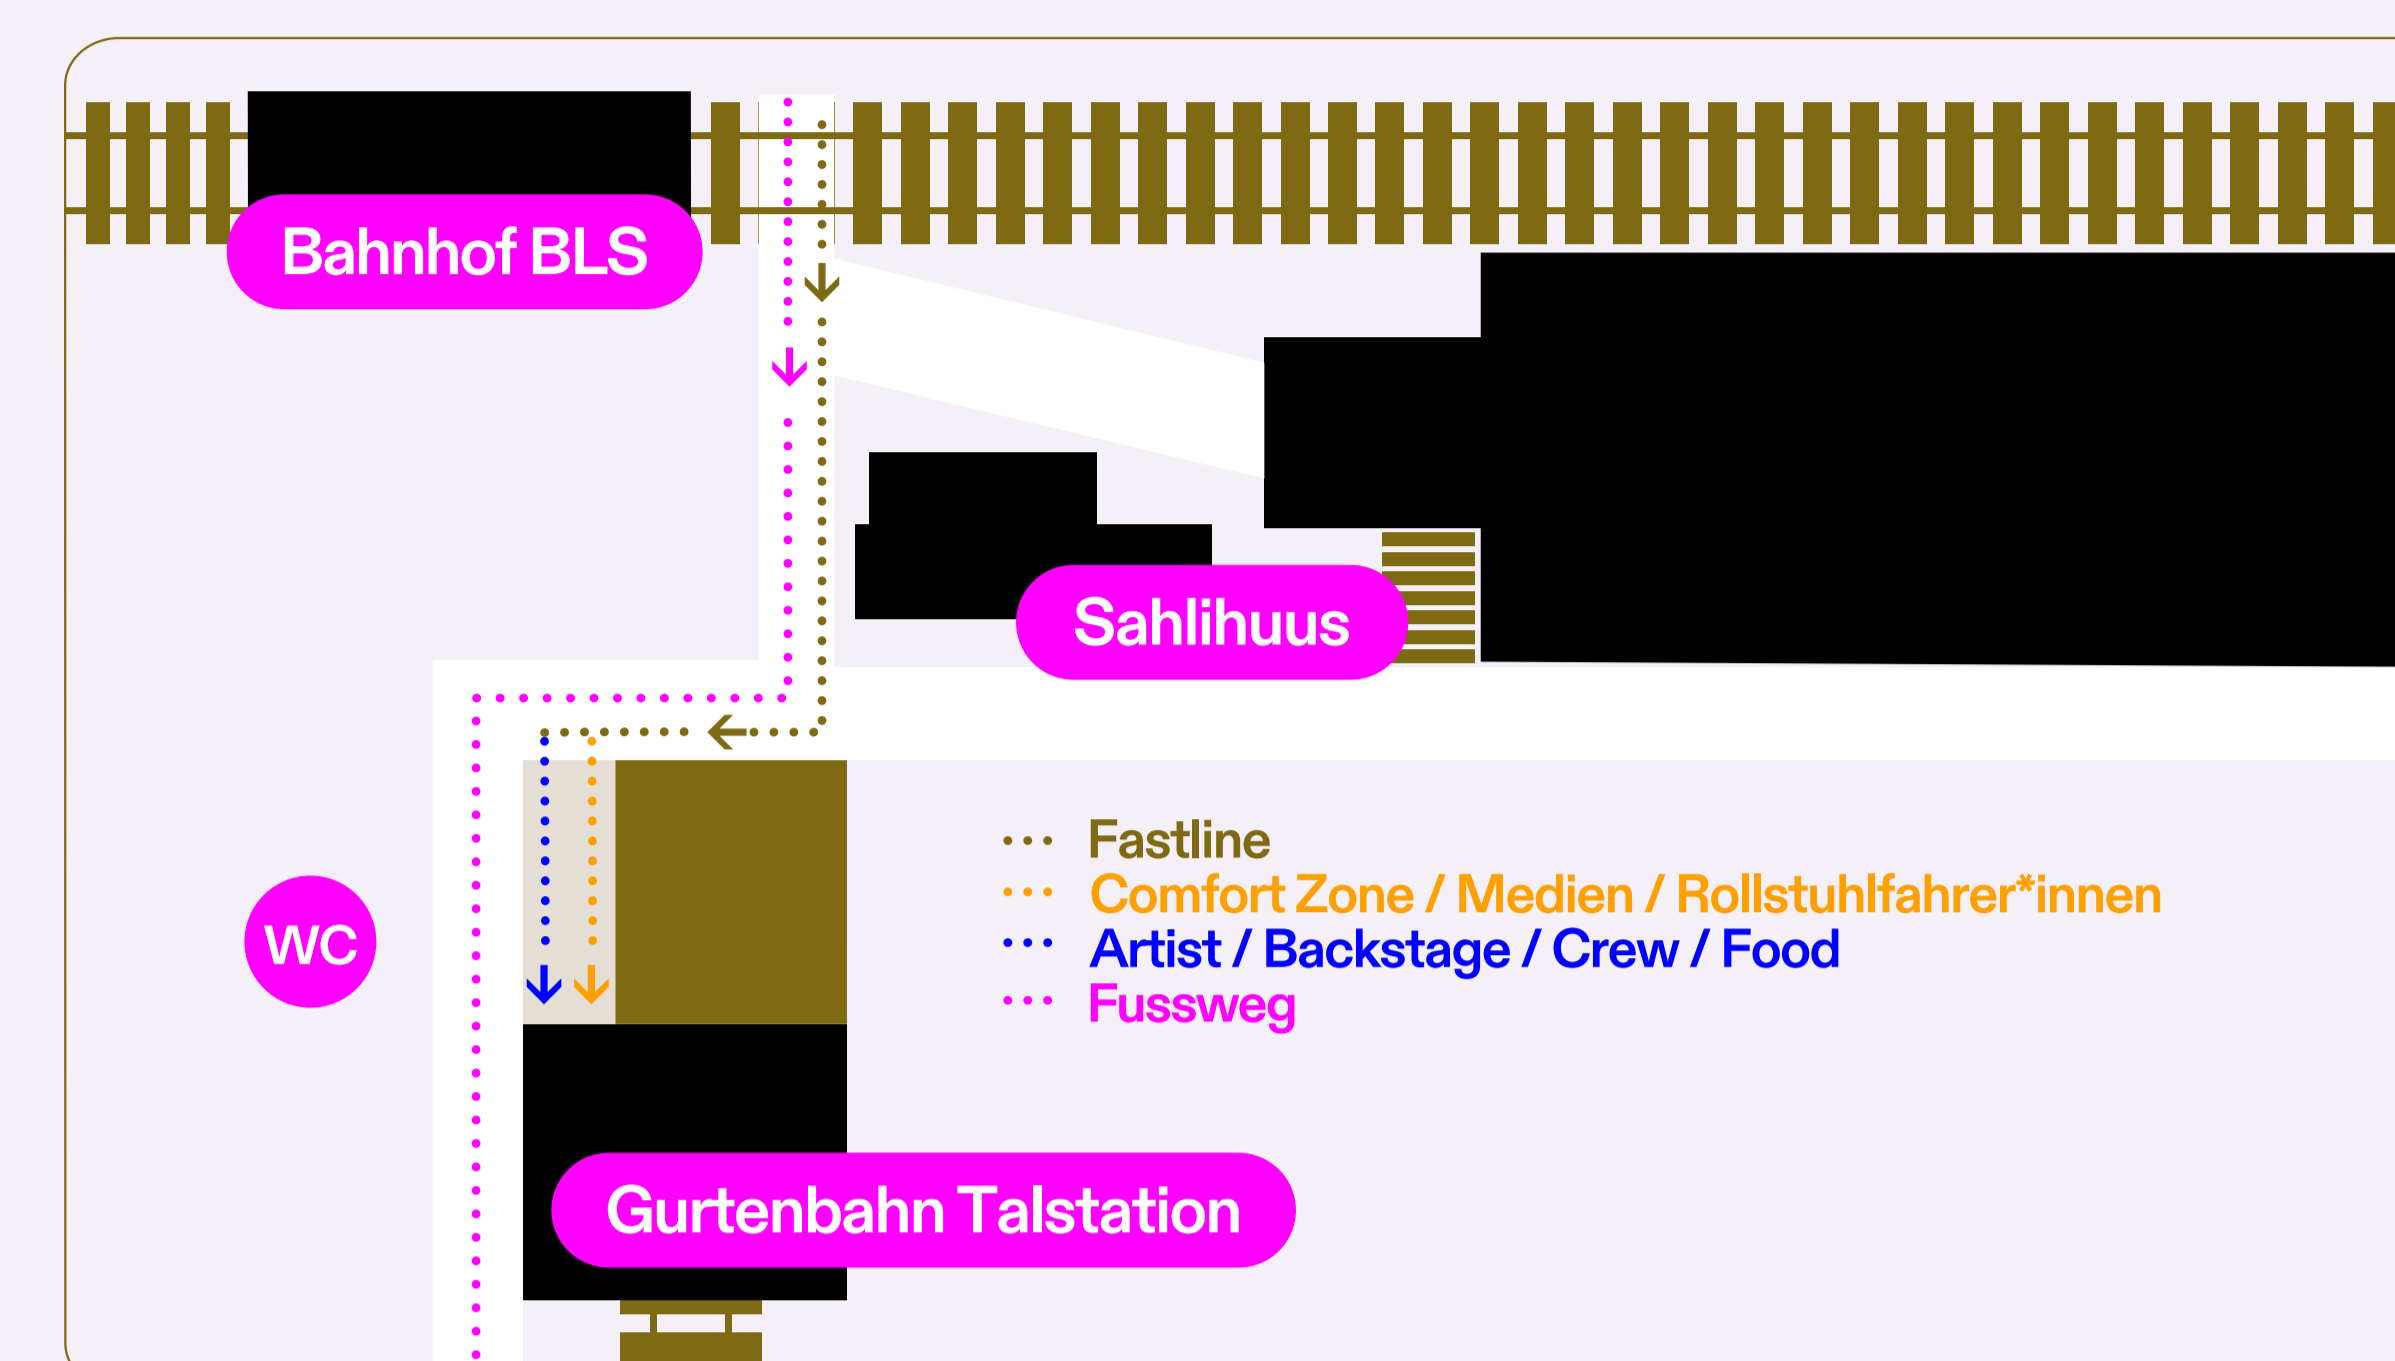 Bahnhof BLS
Sahlihuus
Fastline
Comfort Zone / Medien / Rollstuhlfahrer*innen
Artist / Backstage / Crew / Food
Fussweg
WC
Gurtenbahn Talstation